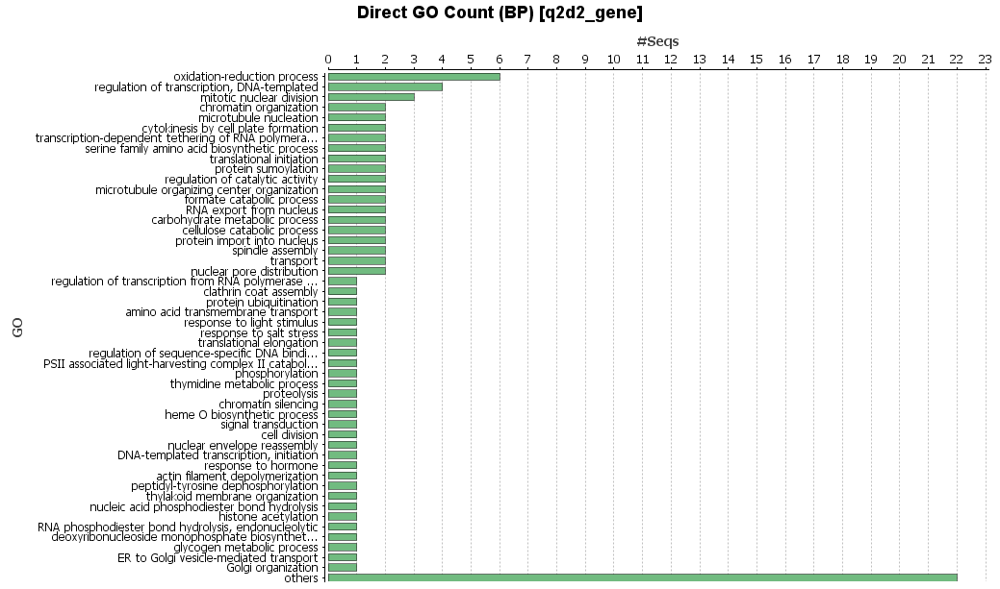 Direct GO Count (BP) [q2d2_gene]
#Seqs
0 1 2 3 4 5 6 7 8 9 10 11 12 13 14 15 16 17 18 19 20 21 22 23
oxidation-reduction process
regulation of transcription, DNA-templated
mitotic nuclear division
chromatin organization
microtubule nucleation
cytokinesis by cell plate formation
transcription-dependent tethering of RNA polymera...
serine family amino acid biosynthetic process
translational initiation
protein sumoylation
regulation of catalytic activity
microtubule organizing center organization
formate catabolic process
RNA export from nucleus
carbohydrate metabolic process
cellulose catabolic process
protein import into nucleus
spindle assembly
transport
nuclear pore distribution
regulation of transcription from RNA polymerase ...
clathrin coat assembly
protein ubiquitination
amino acid transmembrane transport
GO
response to light stimulus
response to salt stress
translational elongation
regulation of sequence-specific DNA bindi...
PSII associated light-harvesting complex II catabol...
phosphorylation
thymidine metabolic process
proteolysis
chromatin silencing
heme O biosynthetic process
signal transduction
cell division
nuclear envelope reassembly
DNA-templated transcription, initiation
response to hormone
actin filament depolymerization
peptidyl-tyrosine dephosphorylation
thylakoid membrane organization
nucleic acid phosphodiester bond hydrolysis
histone acetylation
RNA phosphodiester bond hydrolysis, endonucleolytic
deoxyribonucleoside monophosphate biosynthet...
glycogen metabolic process
ER to Golgi vesicle-mediated transport
Golgi organization
others